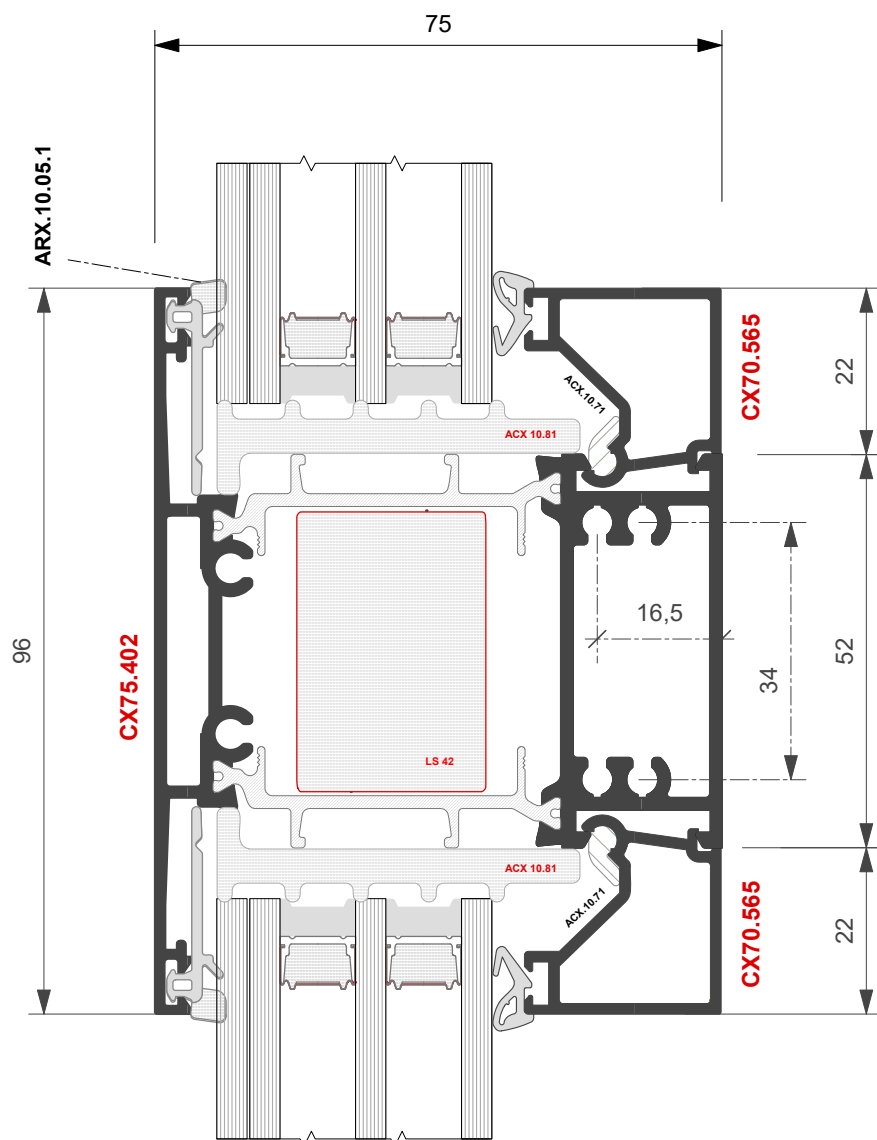 75
ARX.10.05.1
CX70.565
22
ACX.10.71
ACX 10.81
96
CX75.402
16,5
34
52
LS 42
ACX 10.81
ACX.10.71
CX70.565
22